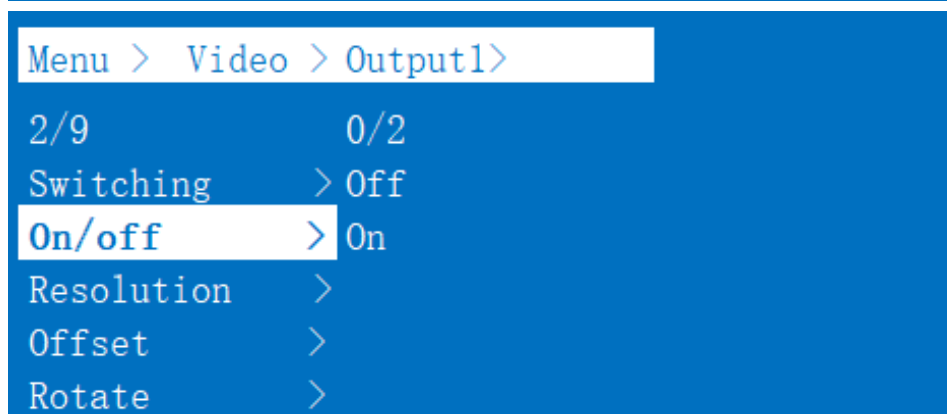 Menu > Video > Output1>
2/9 0/2
Switching > Off
On/off > On
Resolution >
Offset >
Rotate >